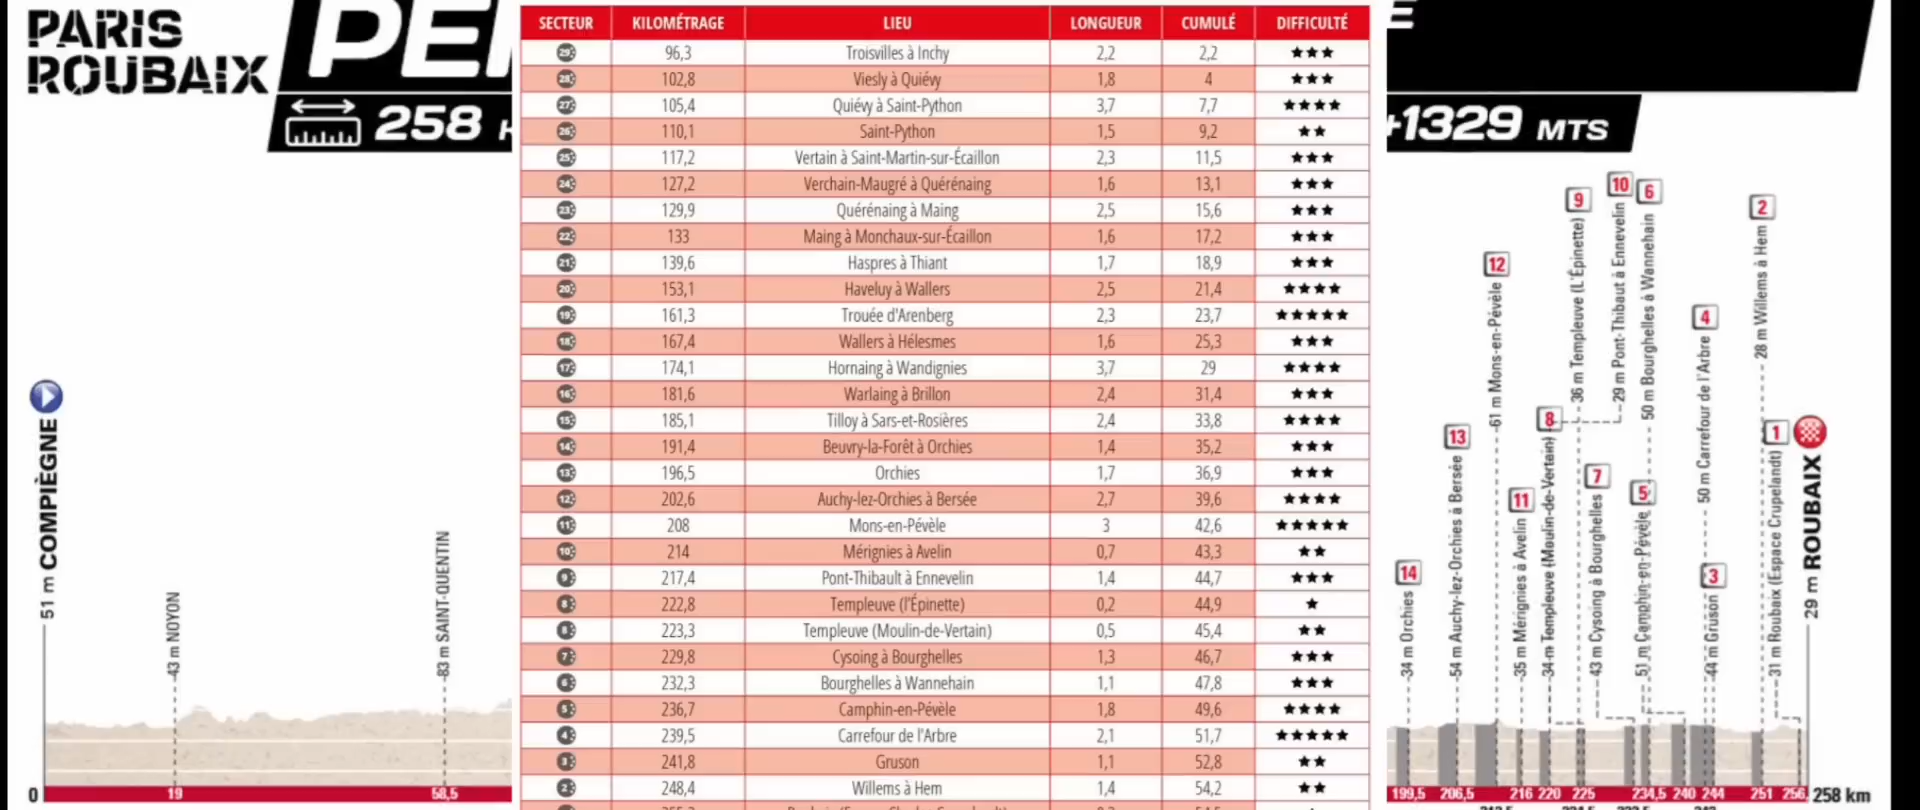 PARIS
ROUBAIX
258
+1329 MTS
SECTEUR KILOMÉTRAGE LIEU LONGUEUR CUMULÉ DIFFICULTÉ
29 96,3 Troisvilles à Inchy 2,2 2,2 ★★★
28 102,8 Viesly à Quiévy 1,8 4 ★★★
27 105,4 Quiévy à Saint-Python 3,7 7,7 ★★★★
26 110,1 Saint-Python 1,5 9,2 ★★
25 117,2 Vertain à Saint-Martin-sur-Écaillon 2,3 11,5 ★★★
24 127,2 Verchain-Maugré à Quérénaing 1,6 13,1 ★★★
23 129,9 Quérénaing à Maing 2,5 15,6 ★★★
22 133 Maing à Monchaux-sur-Écaillon 1,6 17,2 ★★★
21 139,6 Haspres à Thiant 1,7 18,9 ★★★
20 153,1 Haveluy à Wallers 2,5 21,4 ★★★★
19 161,3 Trouée d'Arenberg 2,3 23,7 ★★★★★
18 167,4 Wallers à Hélesmes 1,6 25,3 ★★★
17 174,1 Hornaing à Wandignies 3,7 29 ★★★★
16 181,6 Warlaing à Brillon 2,4 31,4 ★★★
15 185,1 Tilloy à Sars-et-Rosières 2,4 33,8 ★★★★
14 191,4 Beuvry-la-Forêt à Orchies 1,4 35,2 ★★★
13 196,5 Orchies 1,7 36,9 ★★★
12 202,6 Auchy-lez-Orchies à Bersée 2,7 39,6 ★★★★
11 208 Mons-en-Pévèle 3 42,6 ★★★★★
10 214 Mérignies à Avelin 0,7 43,3 ★★
9 217,4 Pont-Thibault à Ennevelin 1,4 44,7 ★★★
8 222,8 Templeuve (l'Épinette) 0,2 44,9 ★
8 223,3 Templeuve (Moulin-de-Vertain) 0,5 45,4 ★★
7 229,8 Cysoing à Bourghelles 1,3 46,7 ★★★
6 232,3 Bourghelles à Wannehain 1,1 47,8 ★★★
5 236,7 Camphin-en-Pévèle 1,8 49,6 ★★★★
4 239,5 Carrefour de l'Arbre 2,1 51,7 ★★★★★
3 241,8 Gruson 1,1 52,8 ★★
2 248,4 Willems à Hem 1,4 54,2 ★★
51 m COMPIÈGNE
43 m NOYON
83 m SAINT-QUENTIN
0 19 58,5
14 34 m Orchies
13 54 m Auchy-lez-Orchies à Bersée
12 61 m Mons-en-Pévèle
11 35 m Mérignies à Avelin
8 34 m Templeuve (Moulin-de-Vertain)
9 36 m Templeuve (L'Épinette)
7 43 m Cysoing à Bourghelles
10 29 m Pont-Thibaut à Ennevelin
5 51 m Camphin-en-Pévèle
6 50 m Bourghelles à Wannehain
4 50 m Carrefour de l'Arbre
3 44 m Gruson
2 28 m Willems à Hem
1 31 m Roubaix (Espace Crupelandt)
29 m ROUBAIX
199,5 206,5 216 220 225 234,5 240 244 251 256 258 km